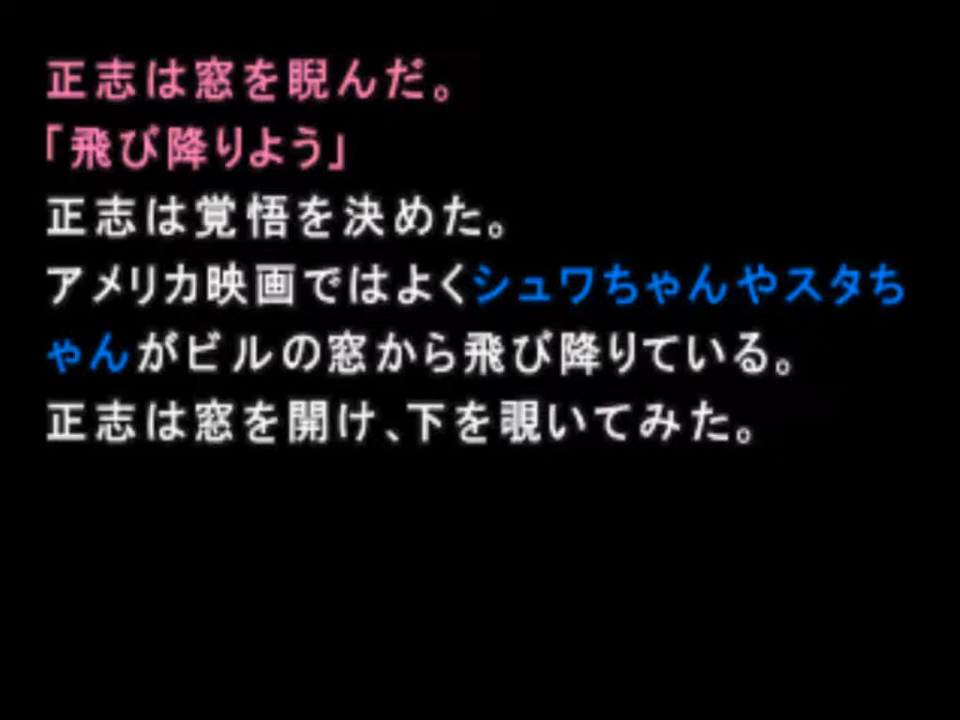 正志は窓を睨んだ。
「飛び降りよう」
正志は覚悟を決めた。
アメリカ映画ではよくシュワちゃんやスタち
ゃんがビルの窓から飛び降りている。
正志は窓を開け、下を覗いてみた。